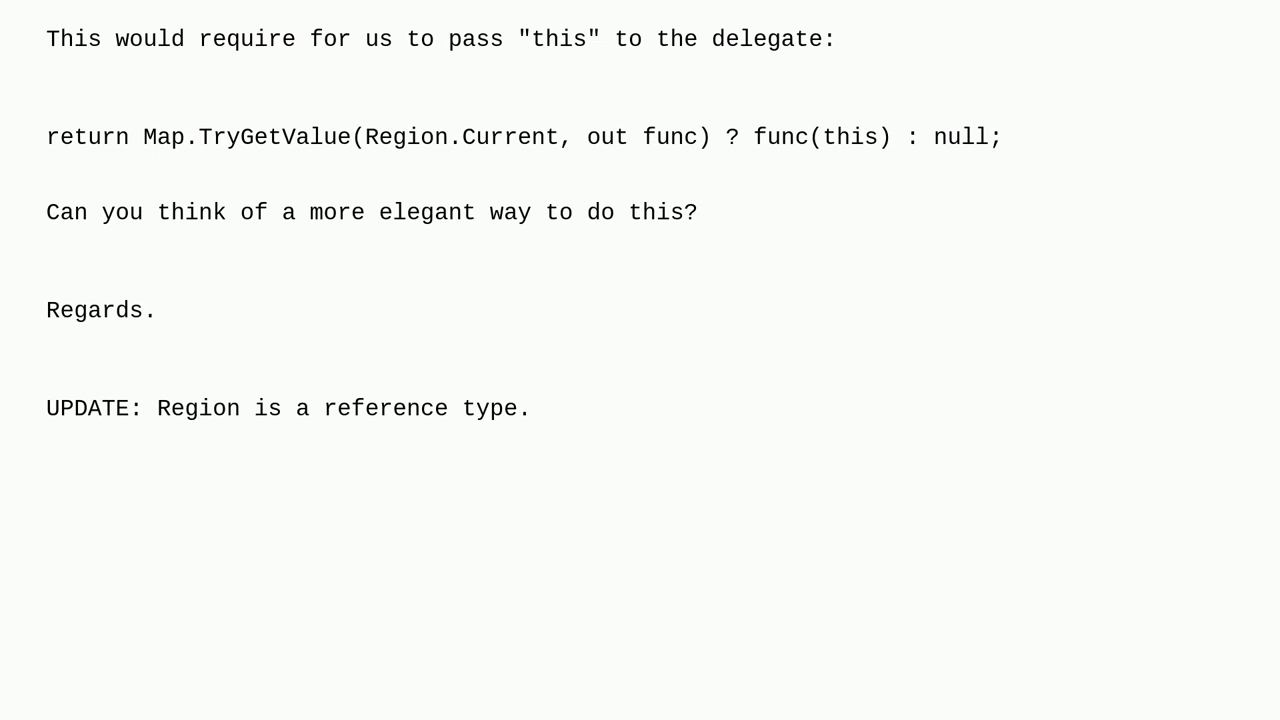 This would require for us to pass "this" to the delegate:
return Map.TryGetValue(Region.Current, out func) ? func(this) : null;
Can you think of a more elegant way to do this?
Regards.
UPDATE: Region is a reference type.